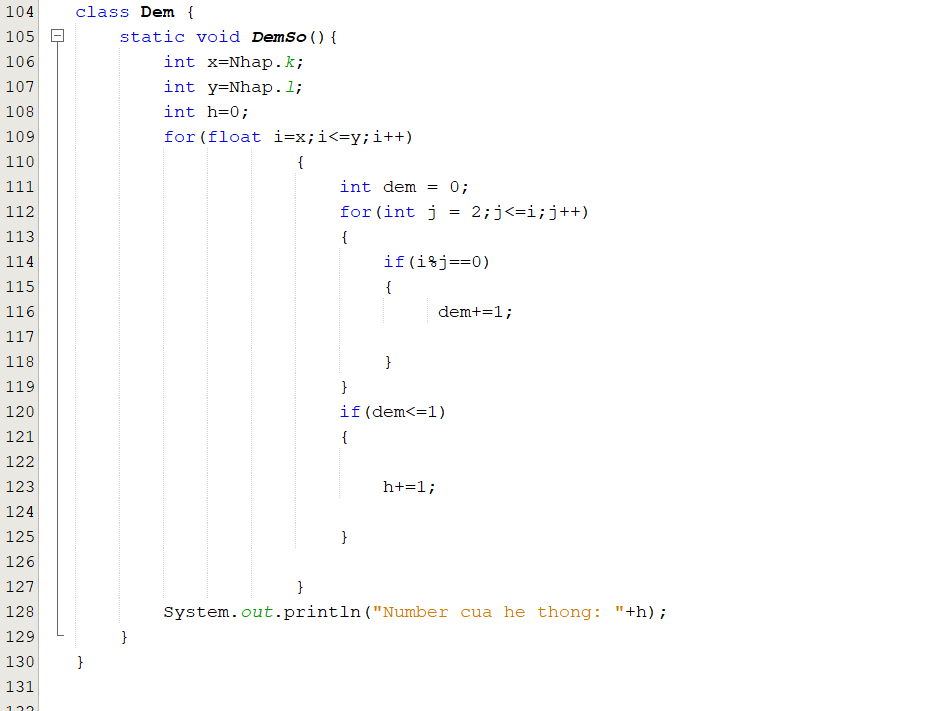 104 class Dem {
105 static void DemSo(){
106 int x=Nhap.k;
107 int y=Nhap.l;
108 int h=0;
109 for(float i=x;i<=y;i++)
110 {
111 int dem = 0;
112 for(int j = 2;j<=i;j++)
113 {
114 if(i%j==0)
115 {
116 dem+=1;
117
118 }
119 }
120 if(dem<=1)
121 {
122
123 h+=1;
124
125 }
126
127 }
128 System.out.println("Number cua he thong: "+h);
129 }
130 }
131
132